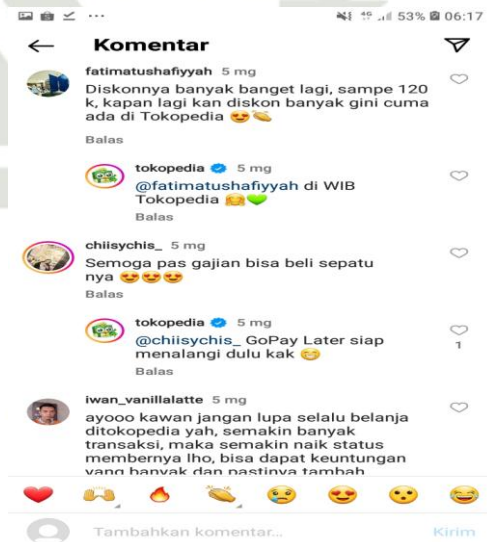 4G 53% 06:17
Komentar
fatimatushafiyyah 5 mg
Diskonnya banyak banget lagi, sampe 120
k, kapan lagi kan diskon banyak gini cuma
ada di Tokopedia 😍👏
Balas
tokopedia 5 mg
@fatimatushafiyyah di WIB
Tokopedia 🤗💚
Balas
chiisychis_ 5 mg
Semoga pas gajian bisa beli sepatu
nya 😍😍😍
Balas
tokopedia 5 mg
@chiisychis_ GoPay Later siap
menalangi dulu kak 😁
1
Balas
iwan_vanillalatte 5 mg
ayooo kawan jangan lupa selalu belanja
ditokopedia yah, semakin banyak
transaksi, maka semakin naik status
membernya lho, bisa dapat keuntungan
yang banyak dan pastinya tambah
Tambahkan komentar... Kirim